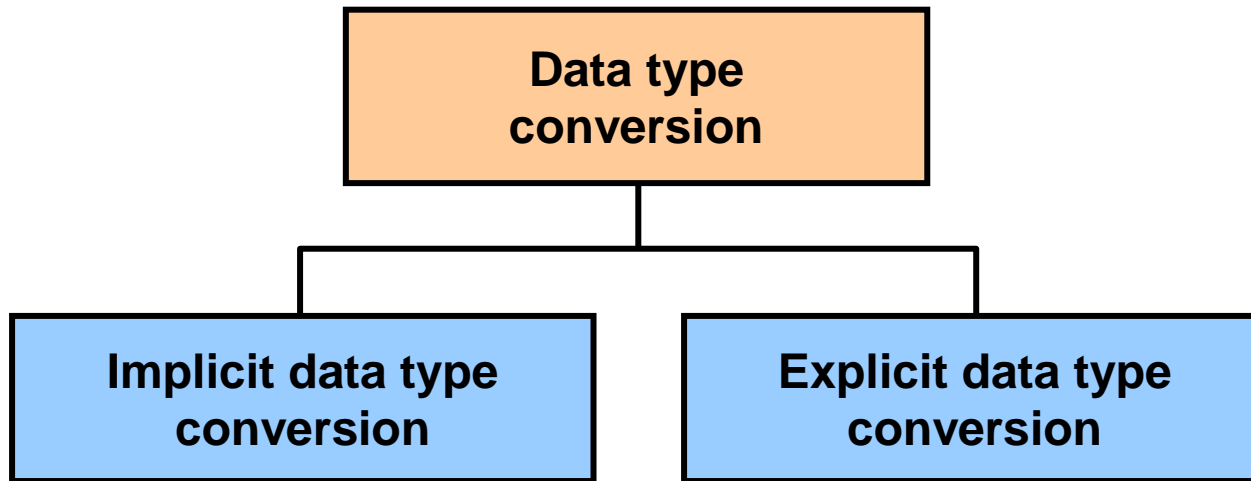 Data type
conversion
Implicit data type
conversion
Explicit data type
conversion